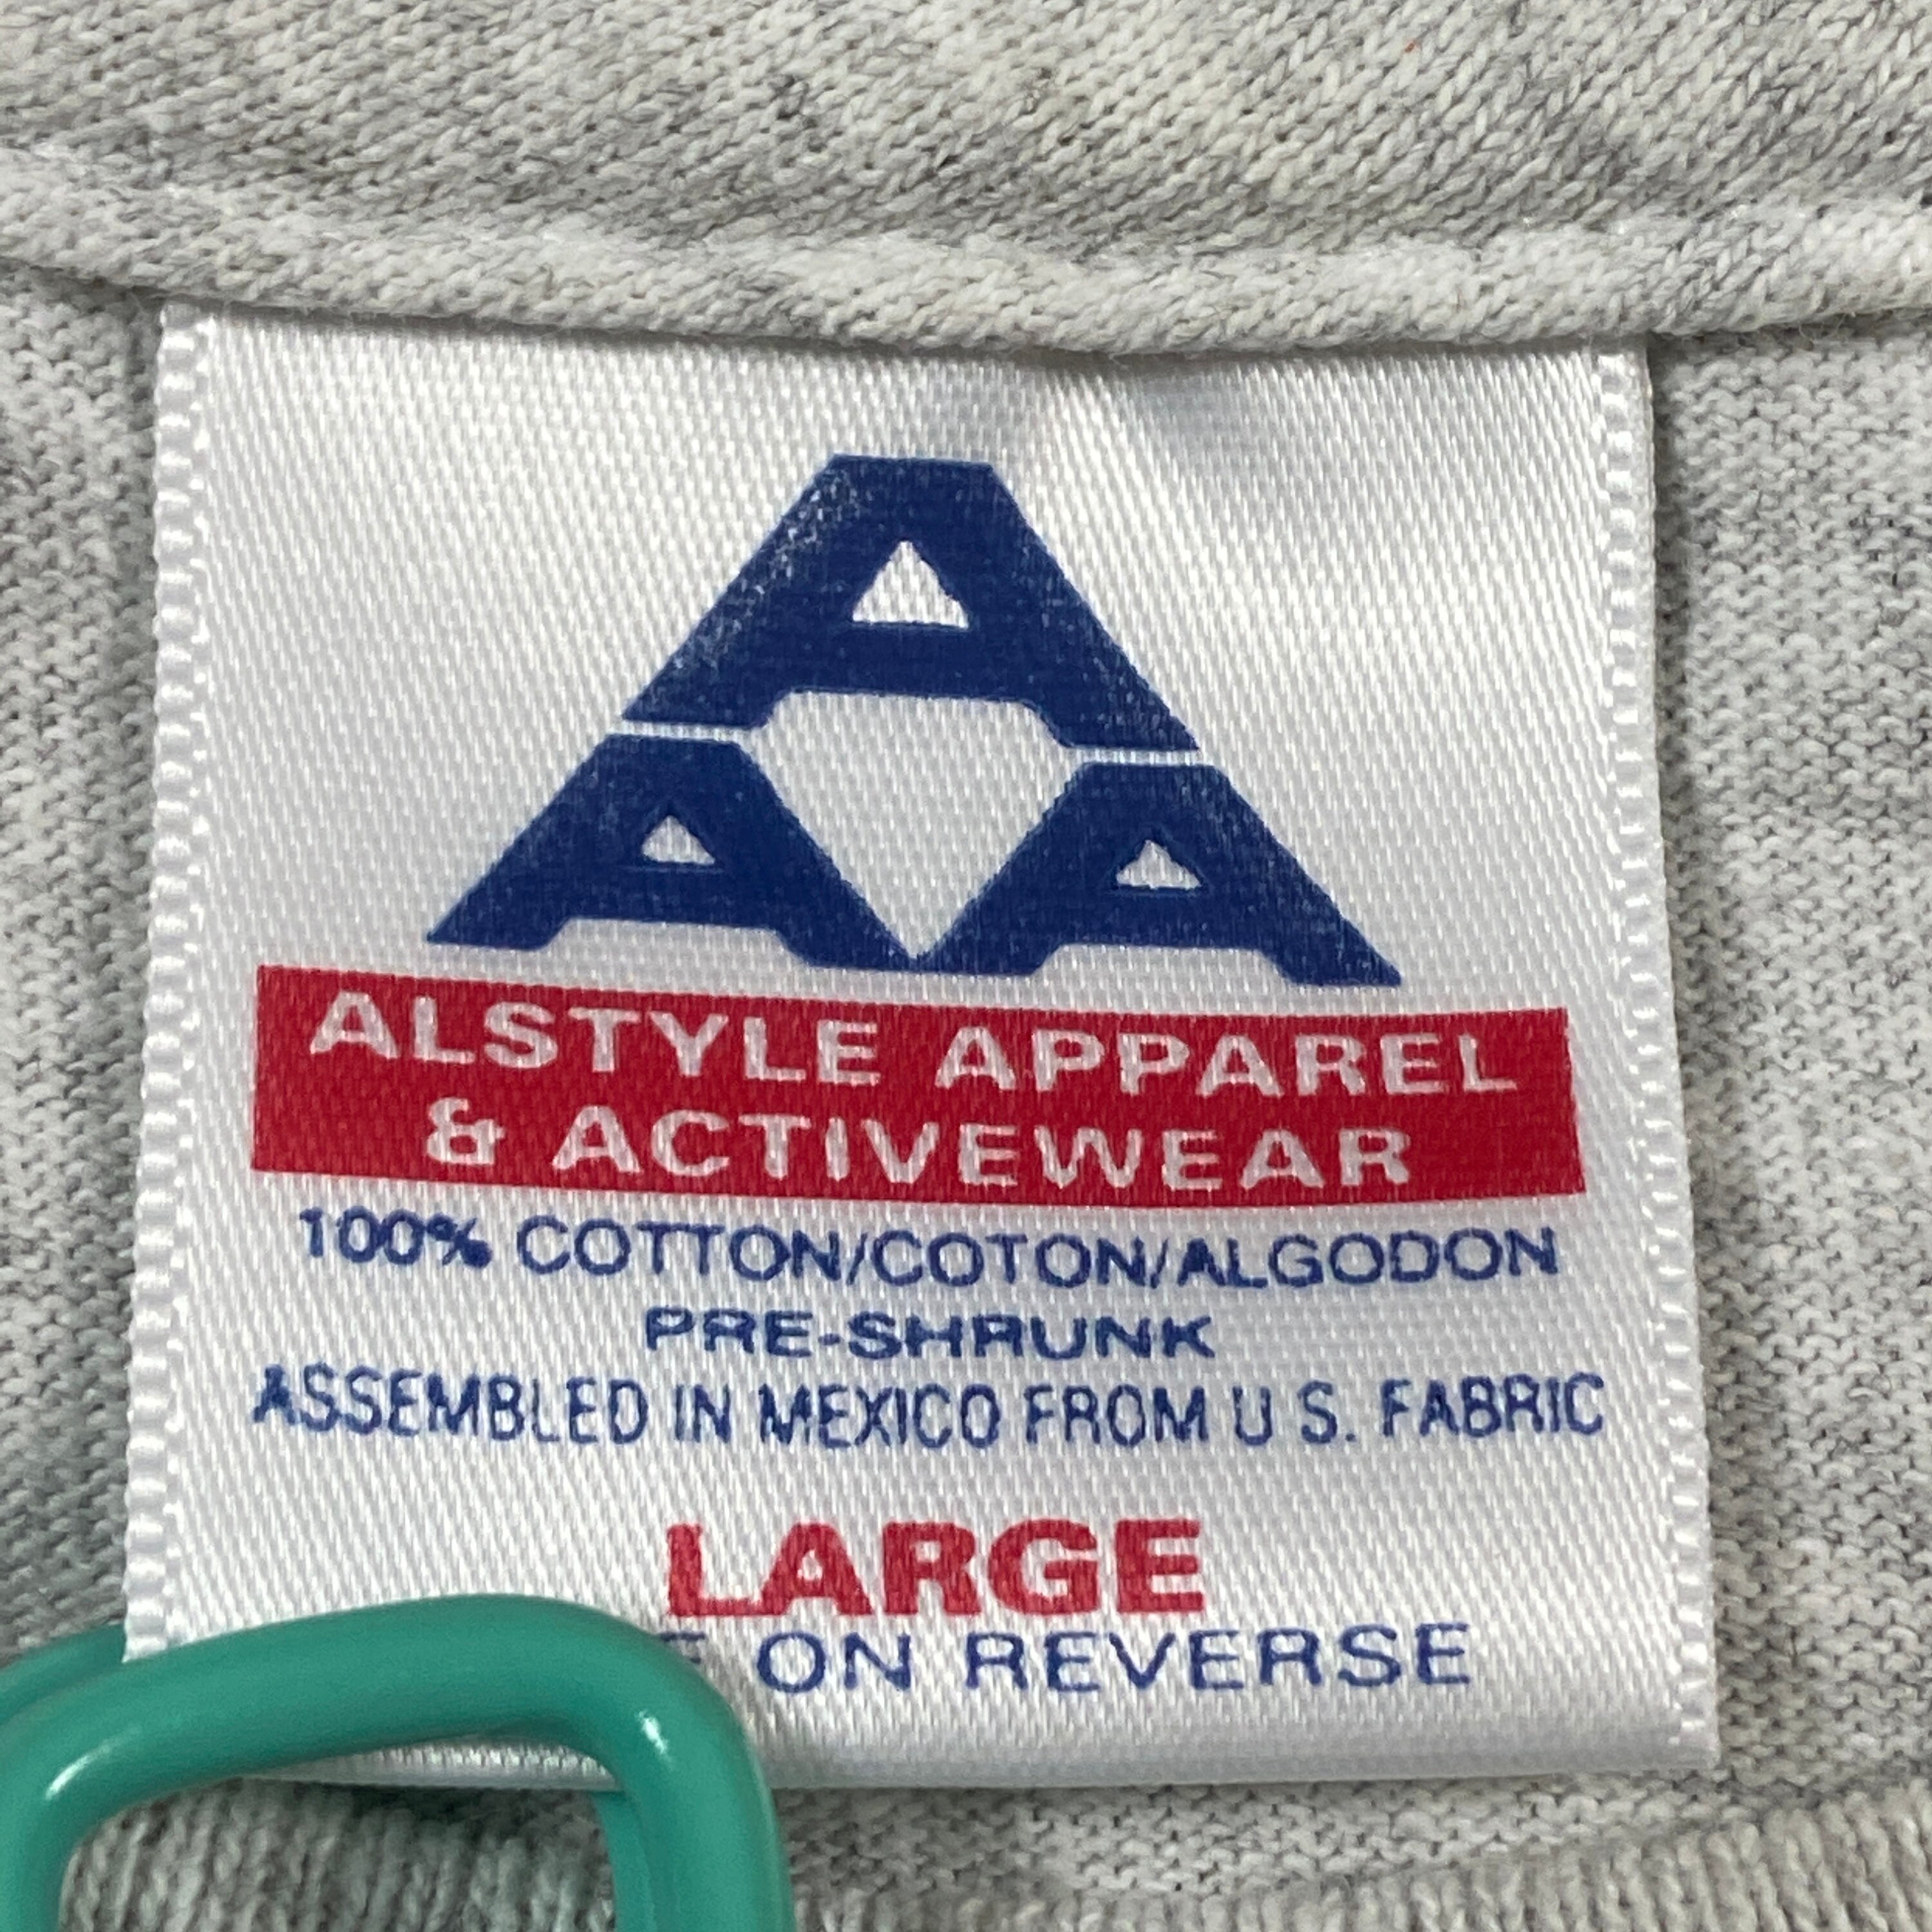 A
A A
ALSTYLE APPAREL
& ACTIVEWEAR
100% COTTON/COTON/ALGODON
PRE-SHRUNK
ASSEMBLED IN MEXICO FROM U S. FABRIC
LARGE
ON REVERSE